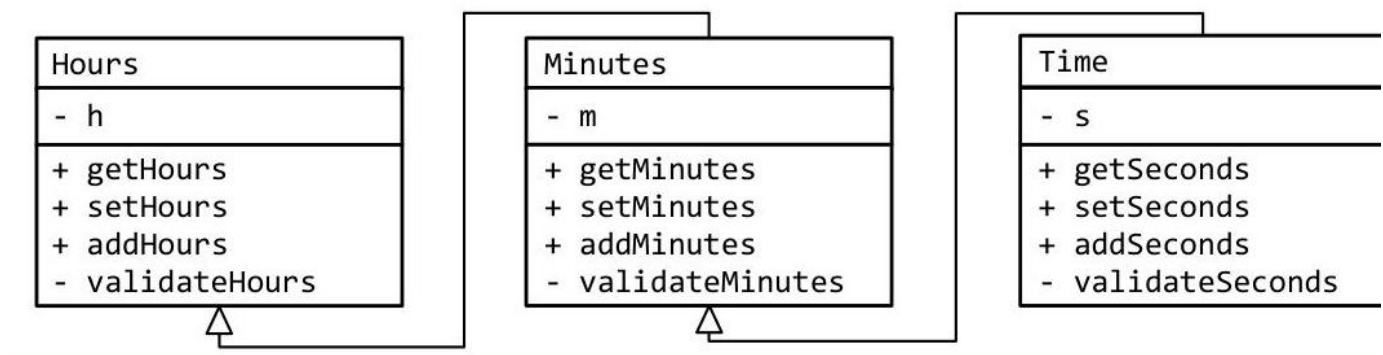 Hours
- h
+ getHours
+ setHours
+ addHours
- validateHours
Minutes
- m
+ getMinutes
+ setMinutes
+ addMinutes
- validateMinutes
Time
- s
+ getSeconds
+ setSeconds
+ addSeconds
- validateSeconds